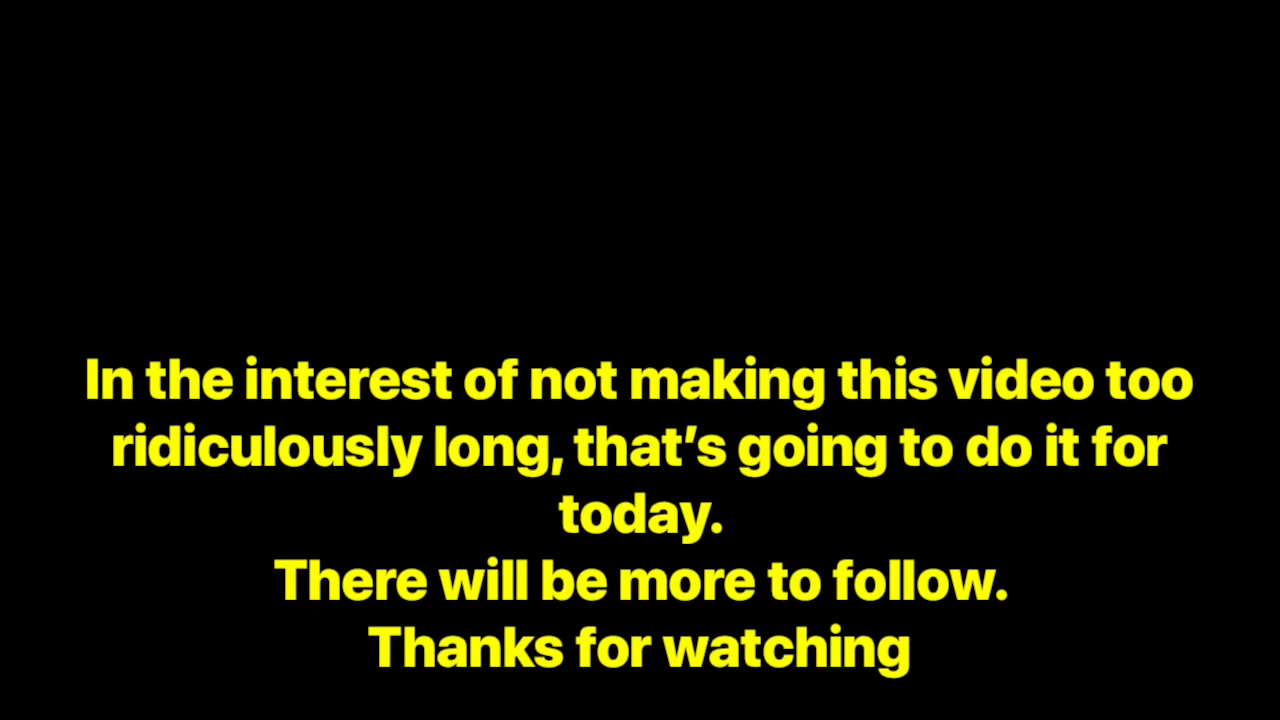 In the interest of not making this video too
ridiculously long, that’s going to do it for
today.
There will be more to follow.
Thanks for watching